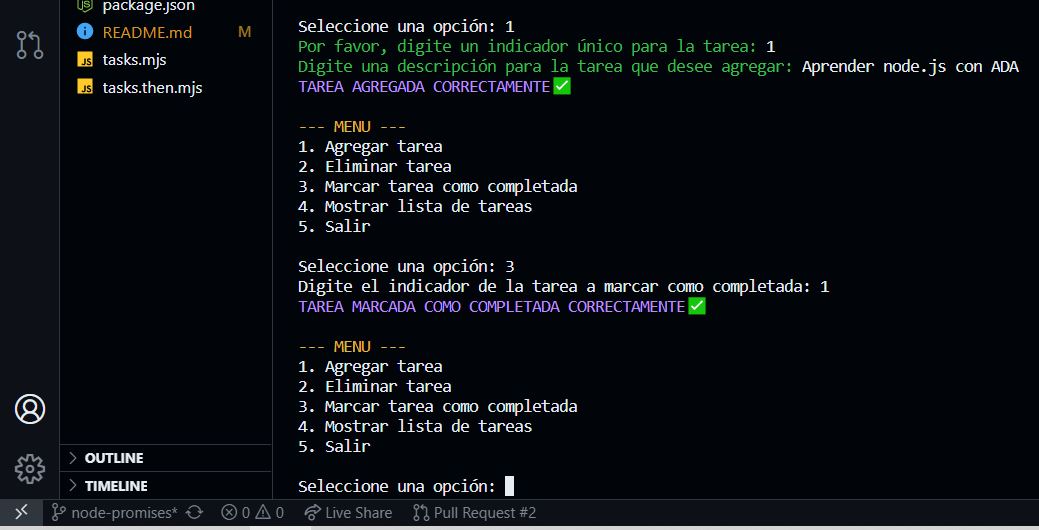 package.json
README.md M
tasks.mjs
tasks.then.mjs
OUTLINE
TIMELINE
Seleccione una opción: 1
Por favor, digite un indicador único para la tarea: 1
Digite una descripción para la tarea que desee agregar: Aprender node.js con ADA
TAREA AGREGADA CORRECTAMENTE✅
--- MENU ---
1. Agregar tarea
2. Eliminar tarea
3. Marcar tarea como completada
4. Mostrar lista de tareas
5. Salir
Seleccione una opción: 3
Digite el indicador de la tarea a marcar como completada: 1
TAREA MARCADA COMO COMPLETADA CORRECTAMENTE✅
--- MENU ---
1. Agregar tarea
2. Eliminar tarea
3. Marcar tarea como completada
4. Mostrar lista de tareas
5. Salir
Seleccione una opción:
node-promises* 0 0 Live Share Pull Request #2